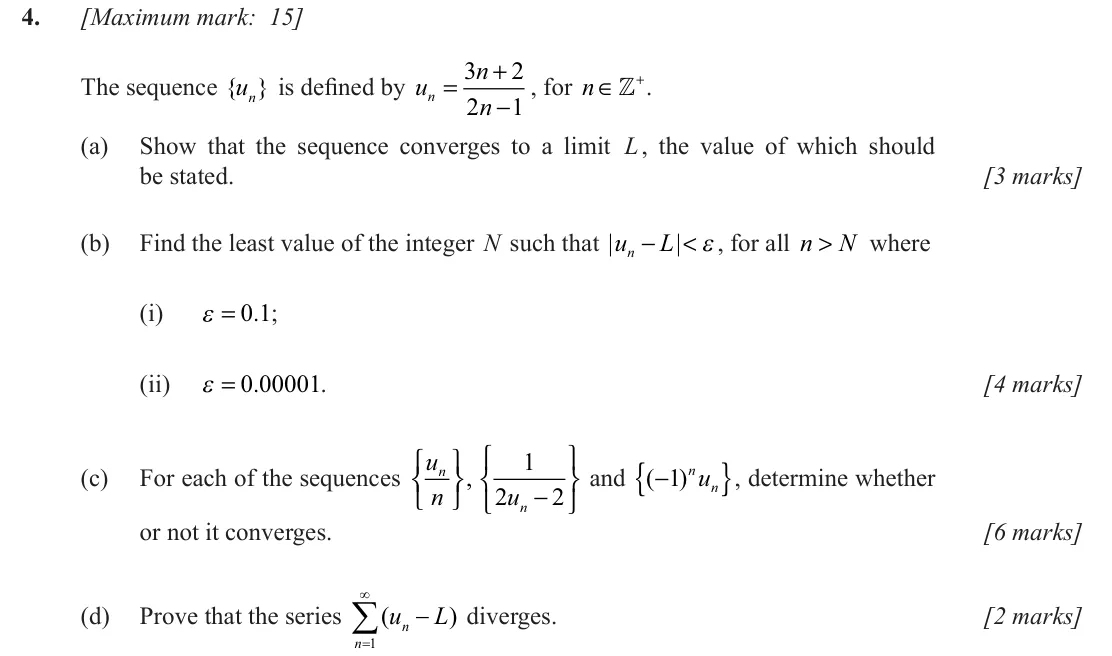 4. [Maximum mark: 15]
The sequence {uₙ} is defined by uₙ = (3n+2)/(2n−1), for n∈ℤ⁺.
(a) Show that the sequence converges to a limit L, the value of which should
be stated. [3 marks]
(b) Find the least value of the integer N such that |uₙ − L|< ε, for all n > N where
(i) ε = 0.1;
(ii) ε = 0.00001. [4 marks]
(c) For each of the sequences {uₙ/n}, {1/(2uₙ − 2)} and {(−1)ⁿuₙ}, determine whether
or not it converges. [6 marks]
(d) Prove that the series ∑_{n=1}^{∞}(uₙ − L) diverges. [2 marks]